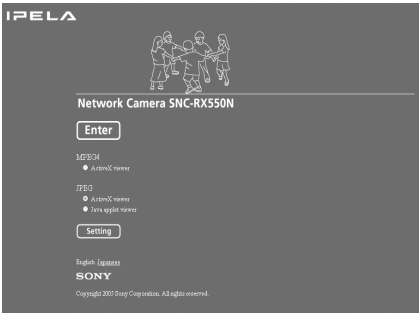 IPELA
Network Camera SNC-RX550N
Enter
MPEG4
ActiveX viewer
JPEG
ActiveX viewer
Java applet viewer
Setting
English Japanese
SONY
Copyright 2005 Sony Corporation. All rights reserved.